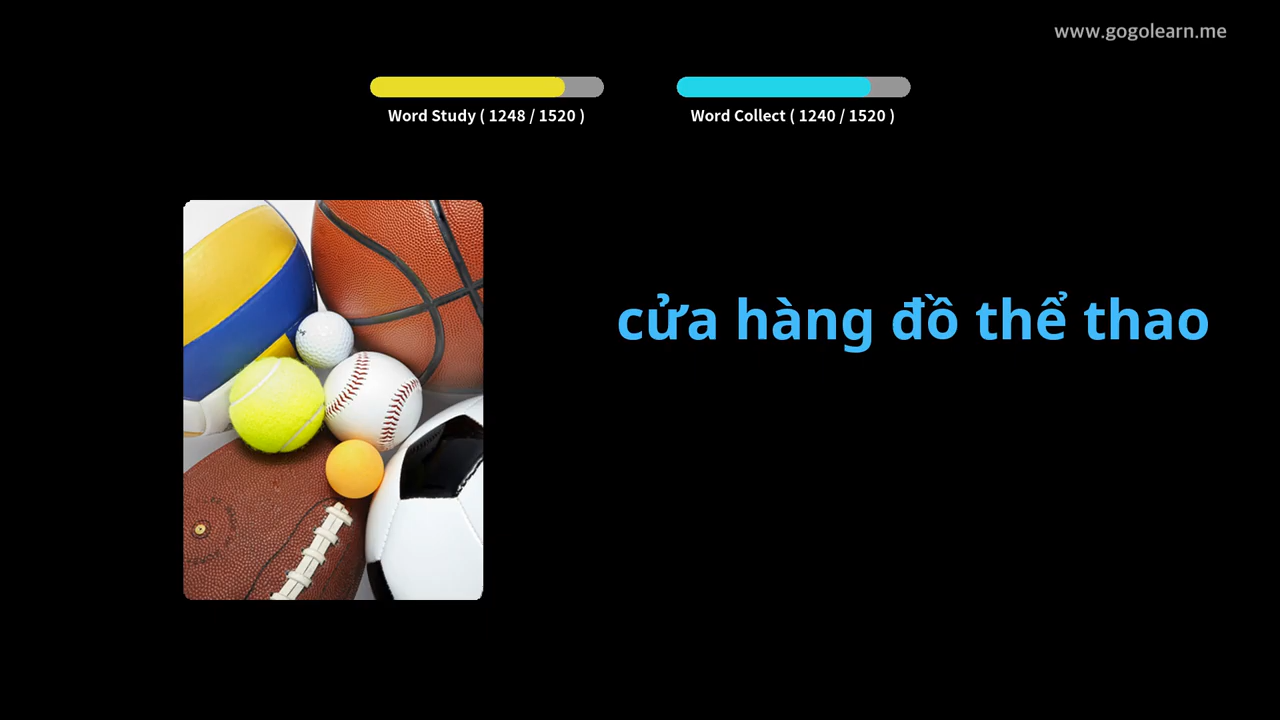 www.gogolearn.me
Word Study ( 1248 / 1520 )
Word Collect ( 1240 / 1520 )
cửa hàng đồ thể thao